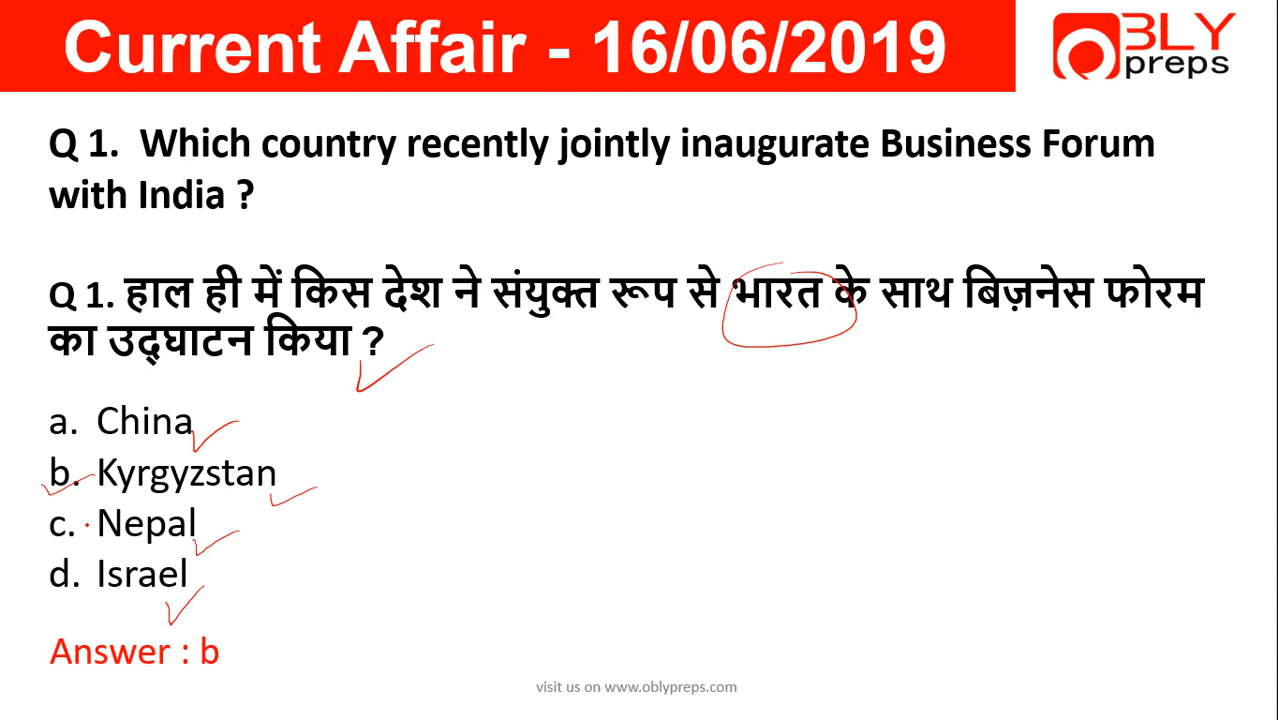 Current Affair - 16/06/2019
OBLY
preps
Q 1. Which country recently jointly inaugurate Business Forum
with India ?
Q 1. हाल ही में किस देश ने संयुक्त रूप से भारत के साथ बिज़नेस फोरम
का उद्घाटन किया ?
a. China
b. Kyrgyzstan
c. Nepal
d. Israel
Answer : b
visit us on www.oblypreps.com